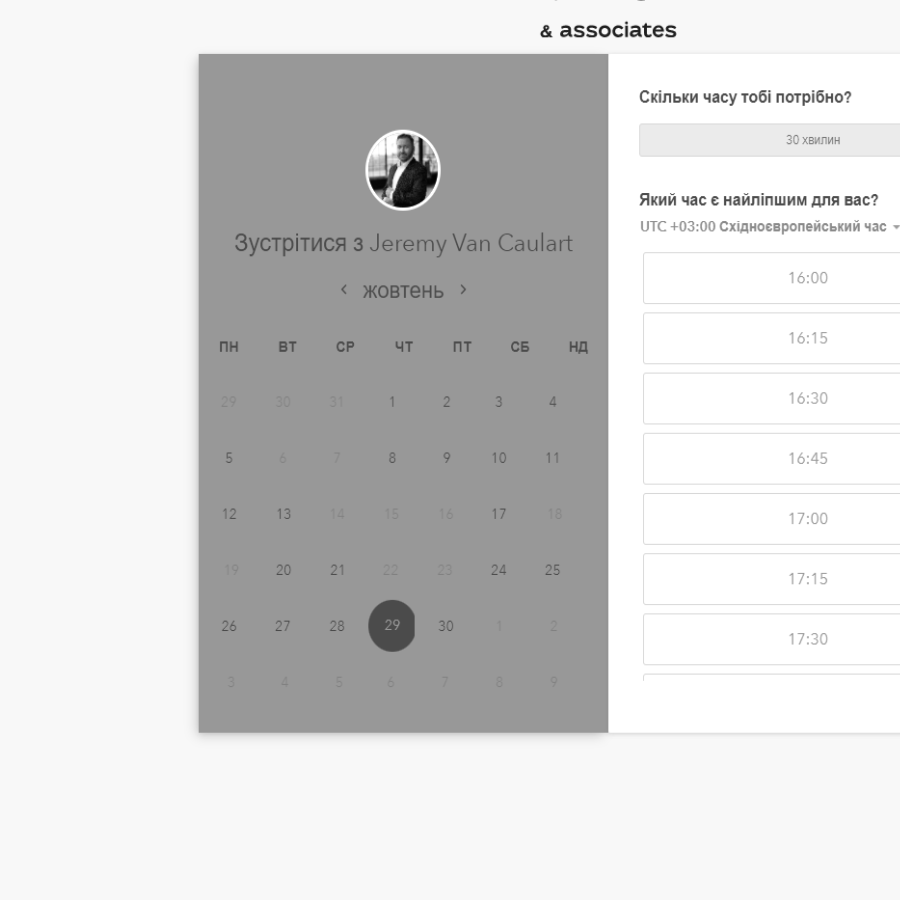 & associates
Зустрітися з Jeremy Van Caulart
‹ жовтень ›
ПН ВТ СР ЧТ ПТ СБ НД
29 30 31 1 2 3 4
5 6 7 8 9 10 11
12 13 14 15 16 17 18
19 20 21 22 23 24 25
26 27 28 29 30 1 2
3 4 5 6 7 8 9
Скільки часу тобі потрібно?
30 хвилин
Який час є найліпшим для вас?
UTC +03:00 Східноєвропейський час
16:00
16:15
16:30
16:45
17:00
17:15
17:30